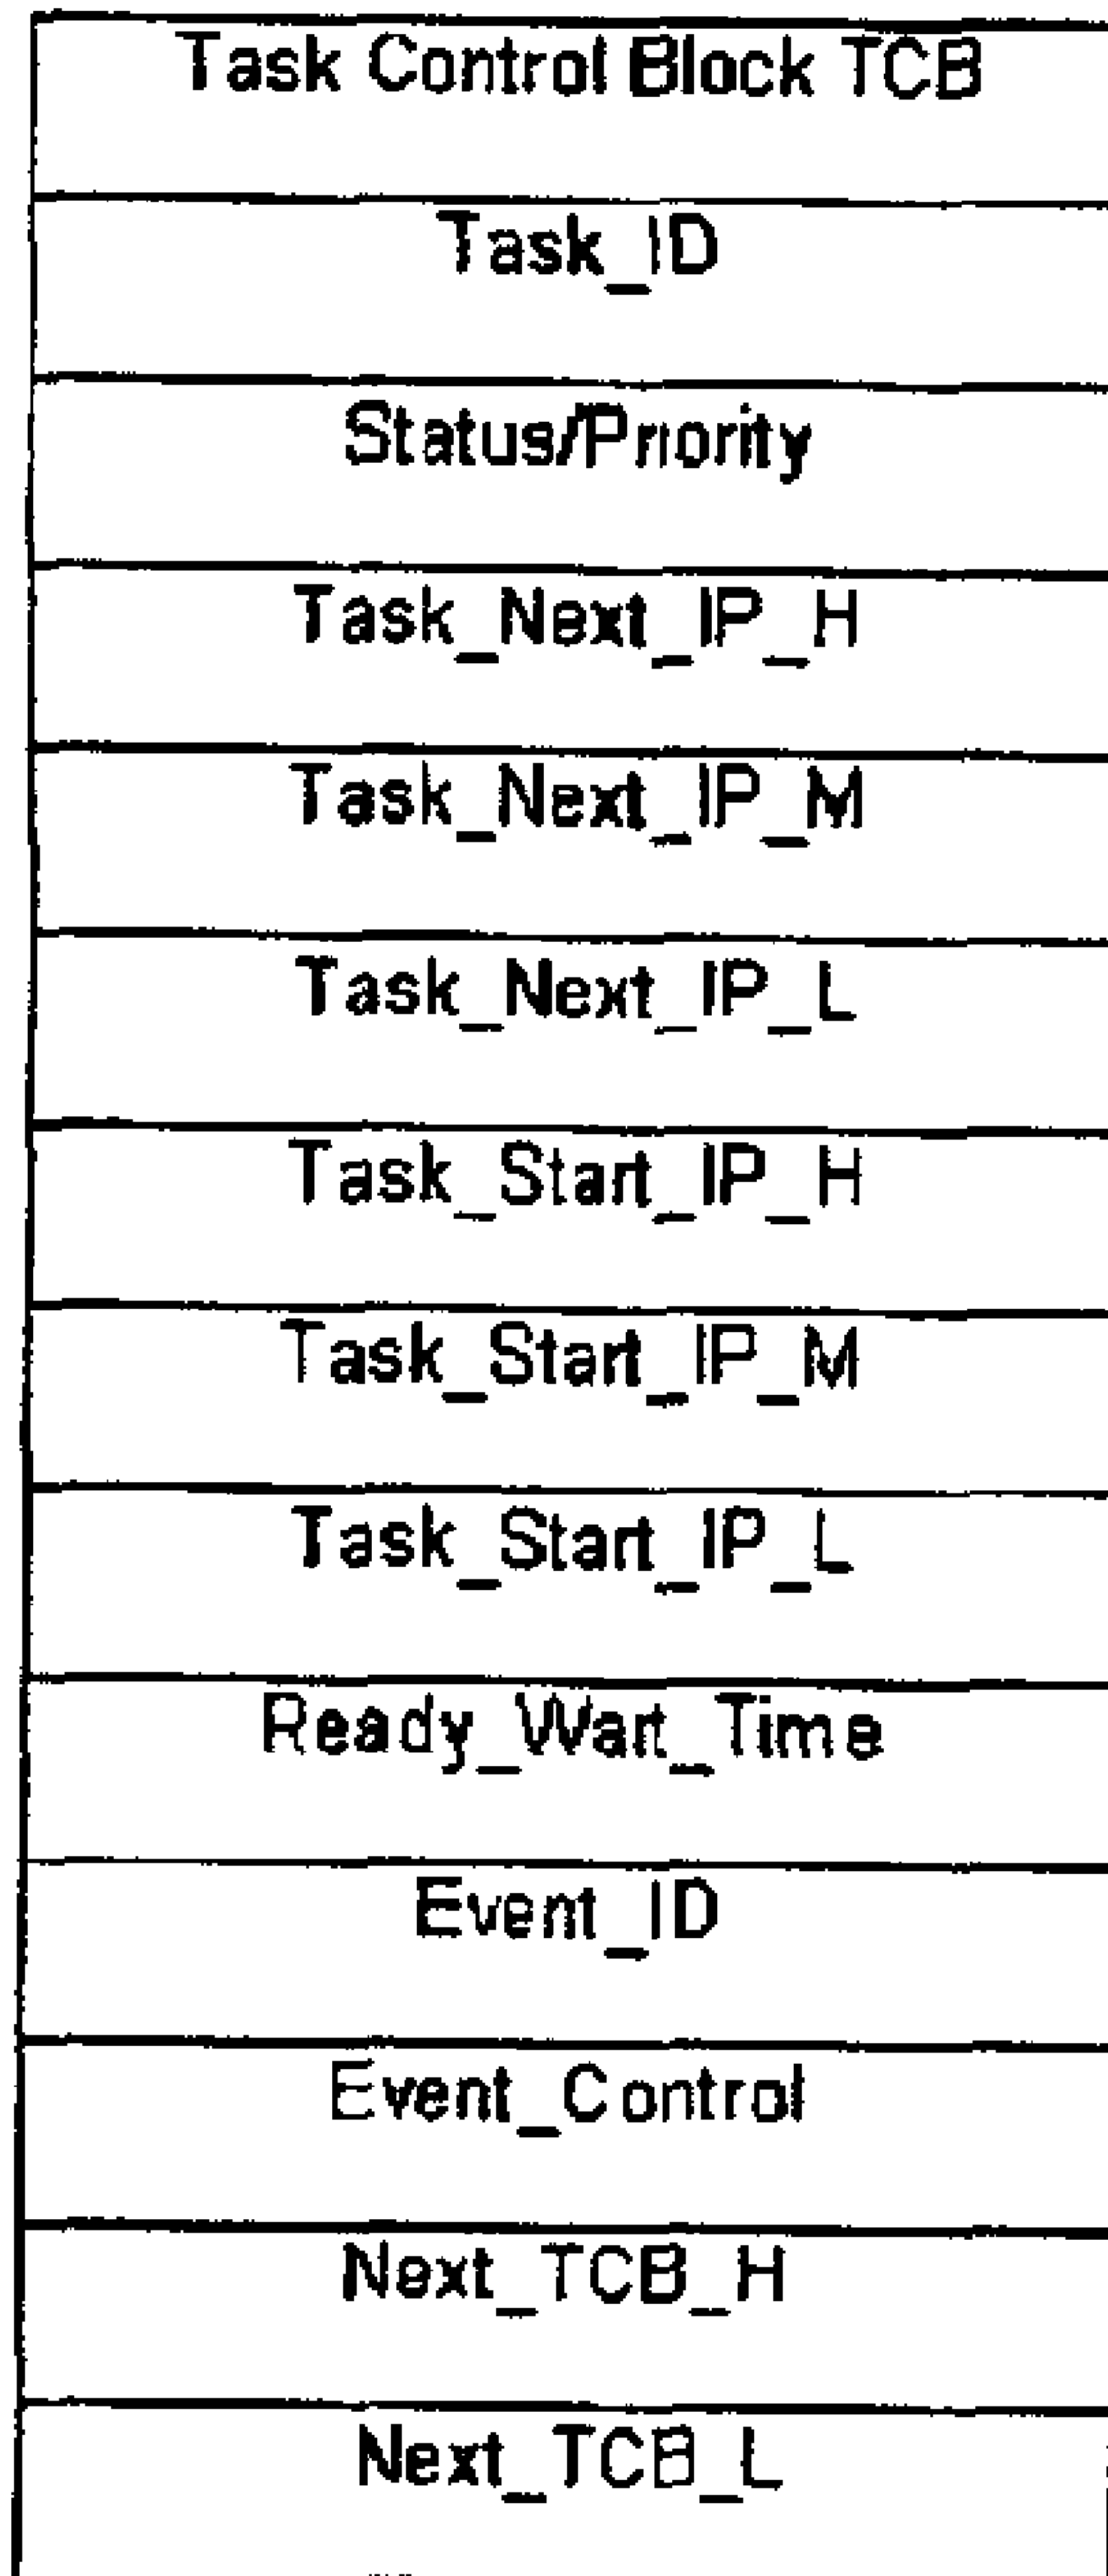 Task Control Block TCB
Task_ID
Status/Priority
Task_Next_IP_H
Task_Next_IP_M
Task_Next_IP_L
Task_Start_IP_H
Task_Start_IP_M
Task_Start_IP_L
Ready_Wait_Time
Event_ID
Event_Control
Next_TCB_H
Next_TCB_L